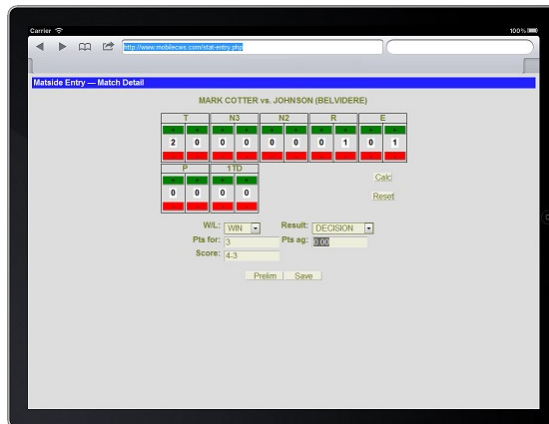 Carrier 100%
http://www.mobilecws.com/stat-entry.php
Matside Entry — Match Detail
MARK COTTER vs. JOHNSON (BELVIDERE)
T N3 N2 R E
2 0 0 0 0 0 0 1 0 1
P 1TD
0 0 0 0
Calc
Reset
W/L: WIN Result: DECISION
Pts for: 3 Pts ag: 0.00
Score: 4-3
Prelim Save